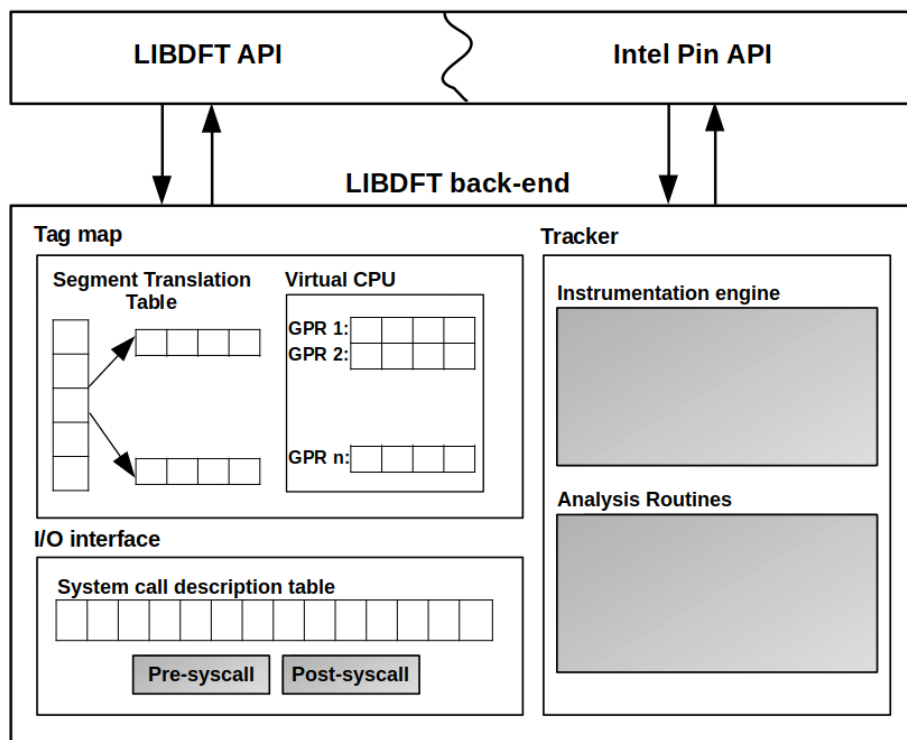 LIBDFT API
Intel Pin API
LIBDFT back-end
Tag map
Segment Translation
Table
Virtual CPU
GPR 1:
GPR 2:
GPR n:
I/O interface
System call description table
Pre-syscall
Post-syscall
Tracker
Instrumentation engine
Analysis Routines